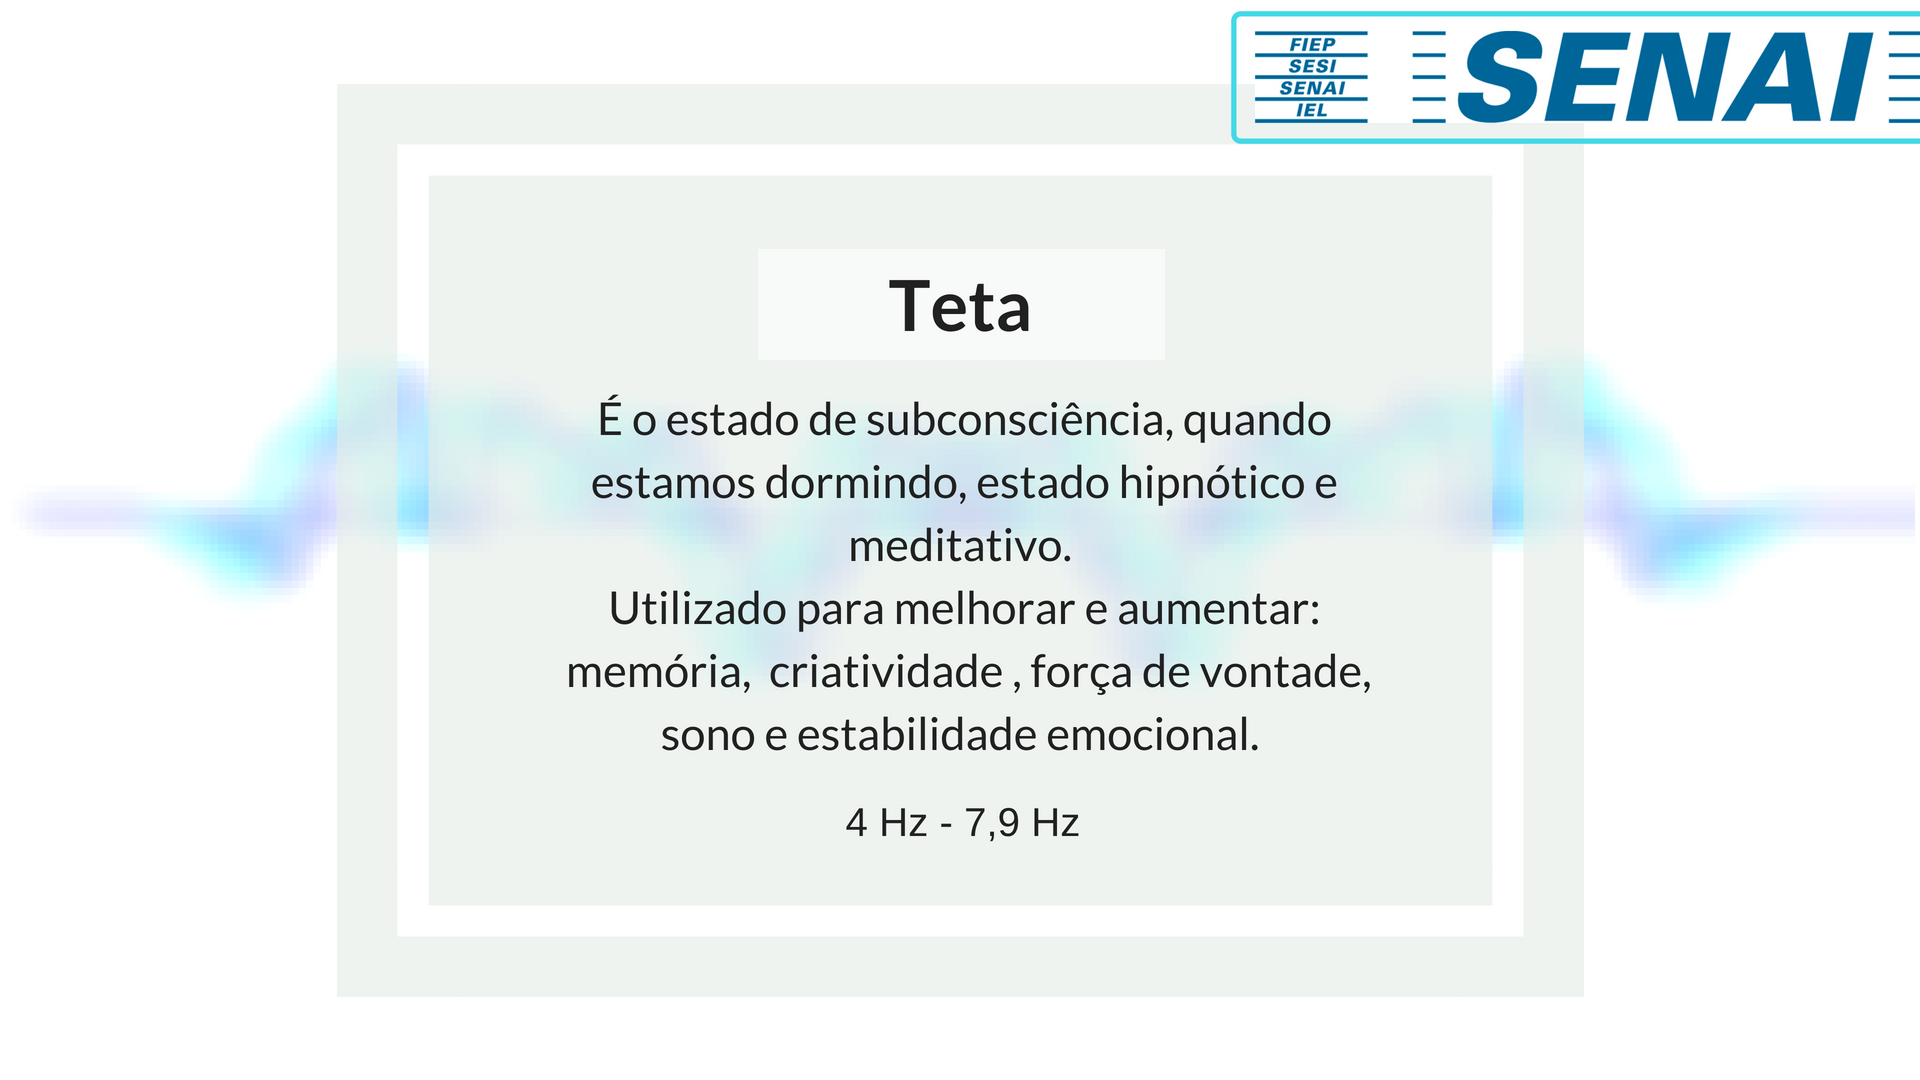 FIEP
SESI
SENAI
IEL
SENAI
Teta
É o estado de subconsciência, quando
estamos dormindo, estado hipnótico e
meditativo.
Utilizado para melhorar e aumentar:
memória,  criatividade , força de vontade,
sono e estabilidade emocional.
4 Hz - 7,9 Hz